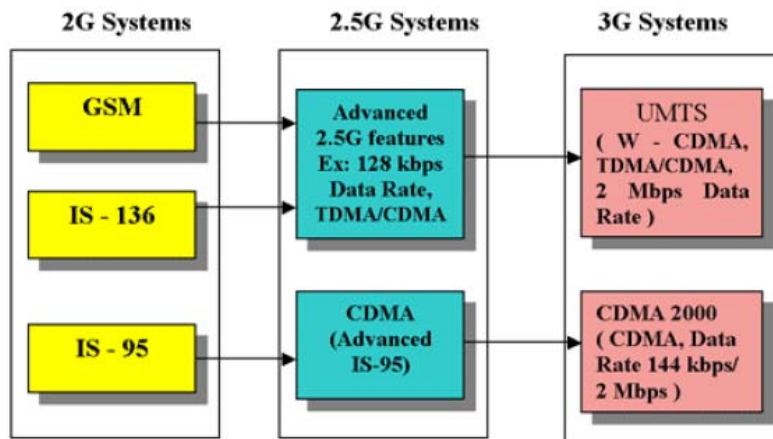 2G Systems
2.5G Systems
3G Systems
GSM
IS - 136
IS - 95
Advanced
2.5G features
Ex: 128 kbps
Data Rate,
TDMA/CDMA
CDMA
(Advanced
IS-95)
UMTS
( W - CDMA,
TDMA/CDMA,
2 Mbps Data
Rate )
CDMA 2000
( CDMA, Data
Rate 144 kbps/
2 Mbps )